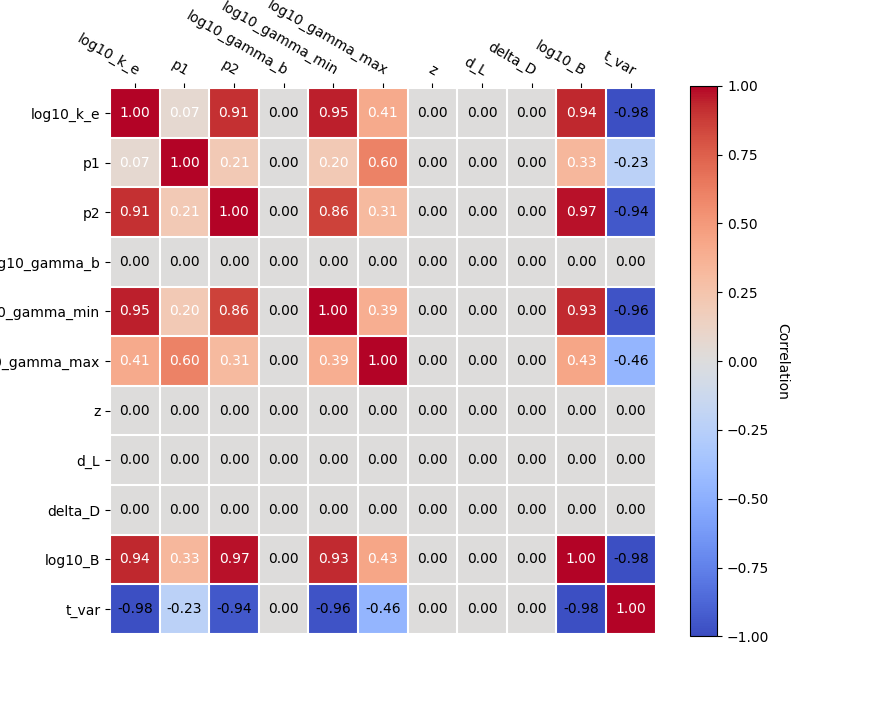 log10_k_e p1 p2 log10_gamma_b log10_gamma_min log10_gamma_max z d_L delta_D log10_B t_var
log10_k_e 1.00 0.07 0.91 0.00 0.95 0.41 0.00 0.00 0.00 0.94 -0.98
p1 0.07 1.00 0.21 0.00 0.20 0.60 0.00 0.00 0.00 0.33 -0.23
p2 0.91 0.21 1.00 0.00 0.86 0.31 0.00 0.00 0.00 0.97 -0.94
g10_gamma_b 0.00 0.00 0.00 0.00 0.00 0.00 0.00 0.00 0.00 0.00 0.00
0_gamma_min 0.95 0.20 0.86 0.00 1.00 0.39 0.00 0.00 0.00 0.93 -0.96
0_gamma_max 0.41 0.60 0.31 0.00 0.39 1.00 0.00 0.00 0.00 0.43 -0.46
z 0.00 0.00 0.00 0.00 0.00 0.00 0.00 0.00 0.00 0.00 0.00
d_L 0.00 0.00 0.00 0.00 0.00 0.00 0.00 0.00 0.00 0.00 0.00
delta_D 0.00 0.00 0.00 0.00 0.00 0.00 0.00 0.00 0.00 0.00 0.00
log10_B 0.94 0.33 0.97 0.00 0.93 0.43 0.00 0.00 0.00 1.00 -0.98
t_var -0.98 -0.23 -0.94 0.00 -0.96 -0.46 0.00 0.00 0.00 -0.98 1.00
1.00
0.75
0.50
0.25
0.00
−0.25
−0.50
−0.75
−1.00
Correlation